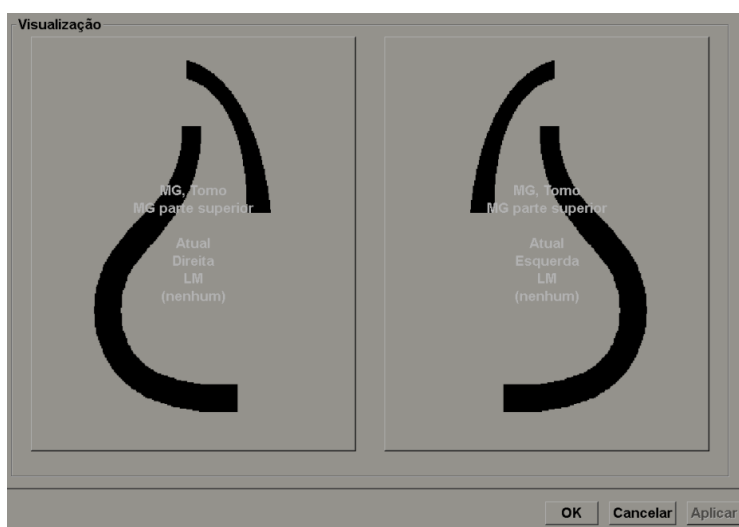 Visualização
MG, Tomo
MG parte superior
Atual
Direita
LM
(nenhum)
MG, Tomo
MG parte superior
Atual
Esquerda
LM
(nenhum)
OK Cancelar Aplicar